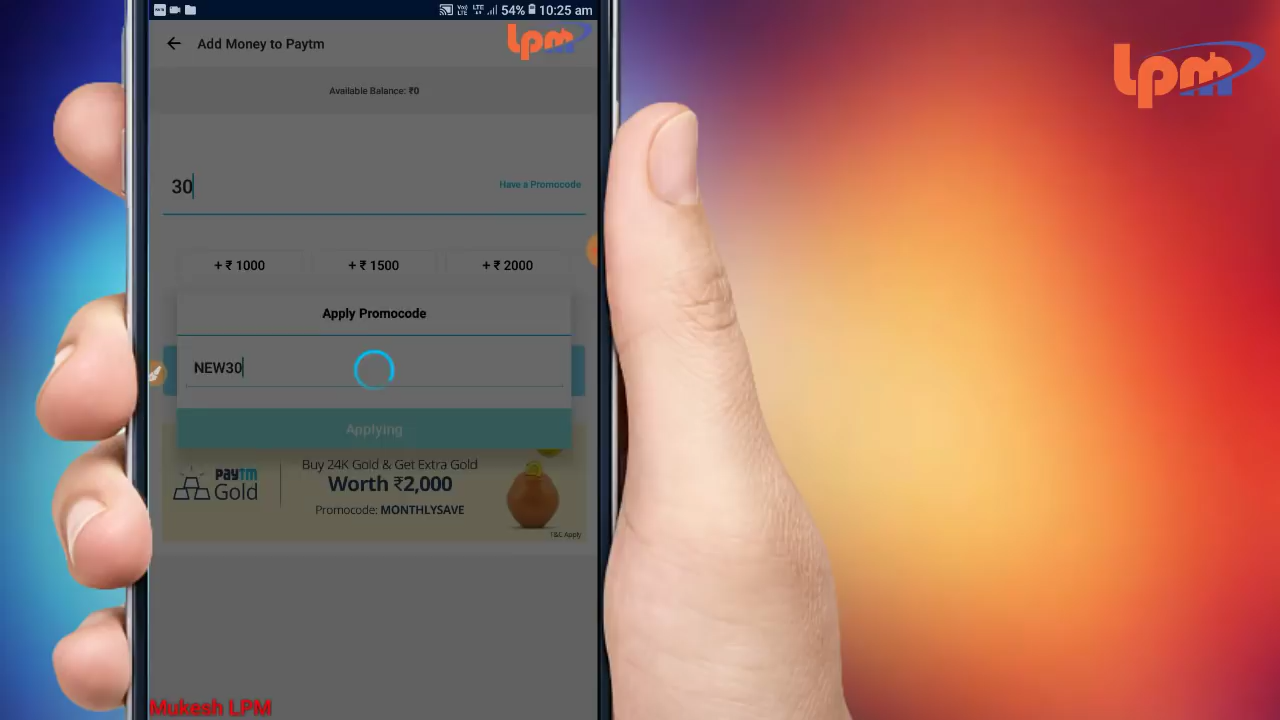 54% 10:25 am
Add Money to Paytm
lpm
lpm
Available Balance: ₹0
30
Have a Promocode
+ ₹ 1000
+ ₹ 1500
+ ₹ 2000
Apply Promocode
NEW30
Applying
Buy 24K Gold & Get Extra Gold
PAYTM Gold
Worth ₹2,000
Promocode: MONTHLYSAVE
T&C Apply
Mukesh LPM